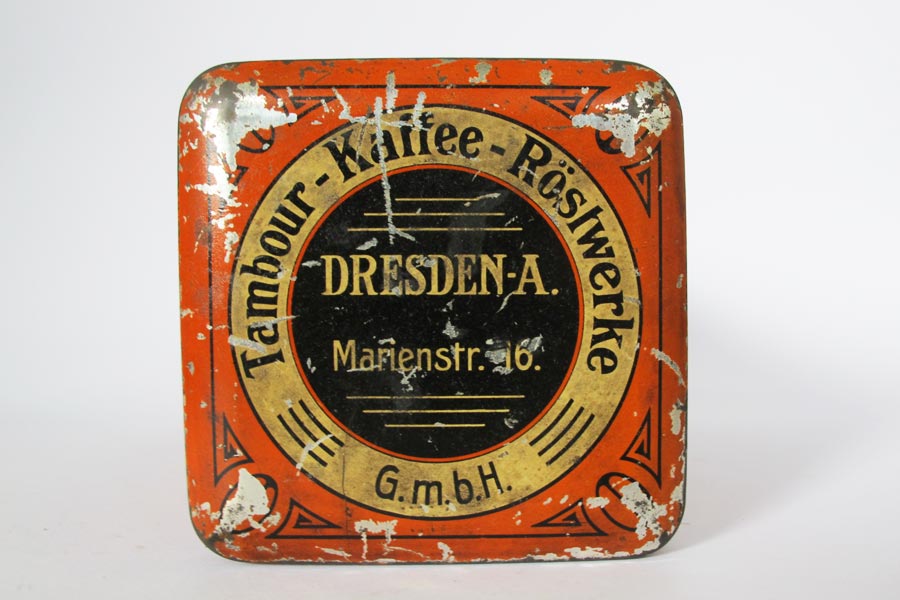 Tambour-Kaffee-Röstwerke
DRESDEN-A.
Marienstr. 16.
G.m.b.H.